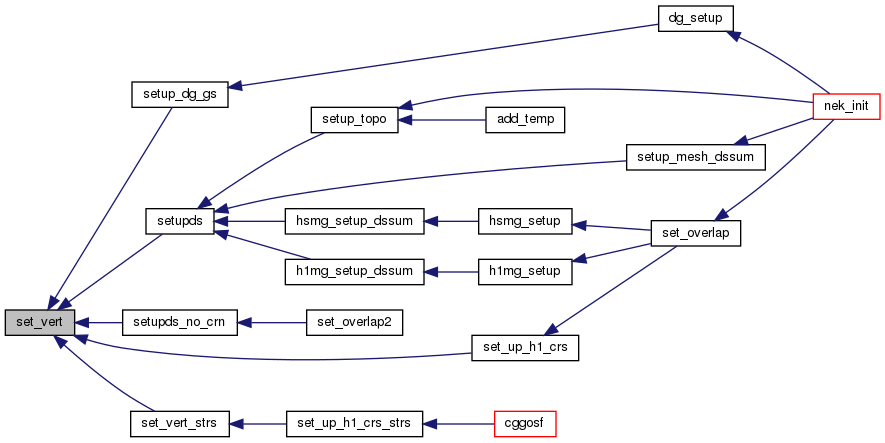 dg_setup
setup_dg_gs
nek_init
setup_topo
add_temp
setup_mesh_dssum
setupds
hsmg_setup_dssum
hsmg_setup
set_overlap
h1mg_setup_dssum
h1mg_setup
set_vert
setupds_no_crn
set_overlap2
set_up_h1_crs
set_vert_strs
set_up_h1_crs_strs
cggosf